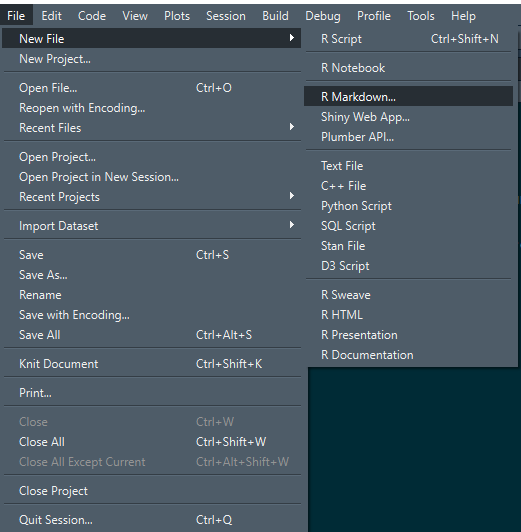 File Edit Code View Plots Session Build Debug Profile Tools Help
New File
New Project...
Open File... Ctrl+O
Reopen with Encoding...
Recent Files
Open Project...
Open Project in New Session...
Recent Projects
Import Dataset
Save Ctrl+S
Save As...
Rename
Save with Encoding...
Save All Ctrl+Alt+S
Knit Document Ctrl+Shift+K
Print...
Close Ctrl+W
Close All Ctrl+Shift+W
Close All Except Current Ctrl+Alt+Shift+W
Close Project
Quit Session... Ctrl+Q
R Script Ctrl+Shift+N
R Notebook
R Markdown...
Shiny Web App...
Plumber API...
Text File
C++ File
Python Script
SQL Script
Stan File
D3 Script
R Sweave
R HTML
R Presentation
R Documentation